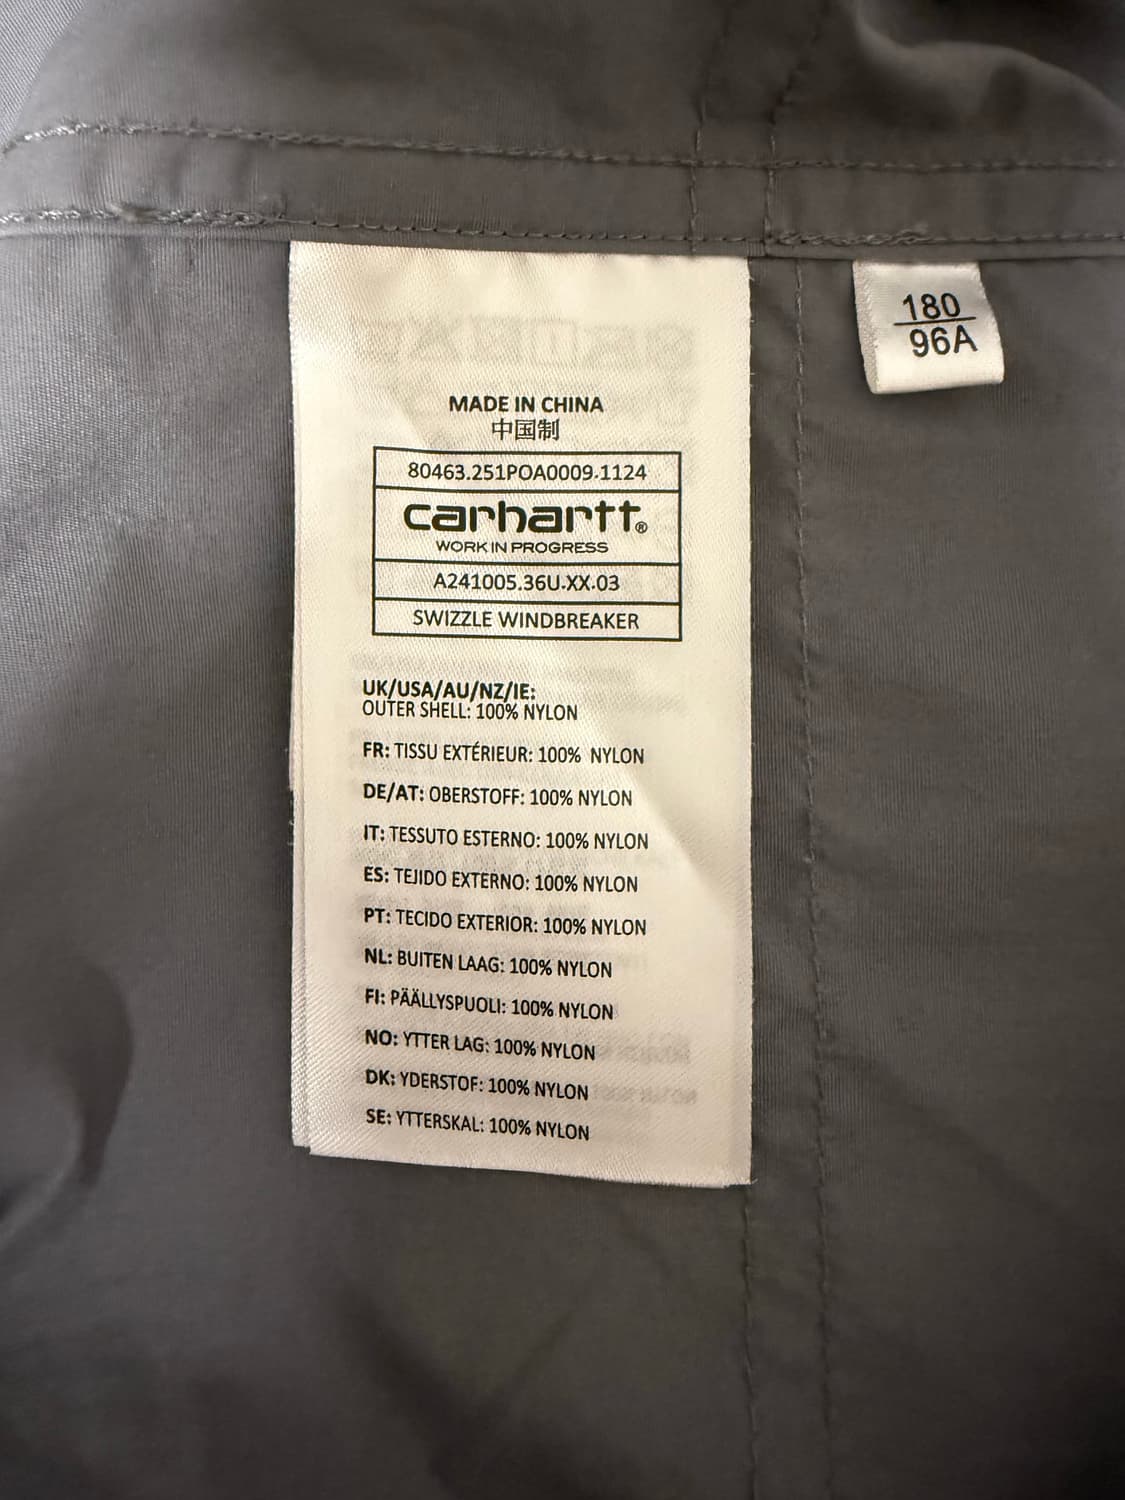 MADE IN CHINA
中国制
80463.251POA0009.1124
carhartt®
WORK IN PROGRESS
A241005.36U.XX.03
SWIZZLE WINDBREAKER
UK/USA/AU/NZ/IE:
OUTER SHELL: 100% NYLON
FR: TISSU EXTÉRIEUR: 100% NYLON
DE/AT: OBERSTOFF: 100% NYLON
IT: TESSUTO ESTERNO: 100% NYLON
ES: TEJIDO EXTERNO: 100% NYLON
PT: TECIDO EXTERIOR: 100% NYLON
NL: BUITEN LAAG: 100% NYLON
FI: PÄÄLLYSPUOLI: 100% NYLON
NO: YTTER LAG: 100% NYLON
DK: YDERSTOF: 100% NYLON
SE: YTTERSKAL: 100% NYLON
180
96A